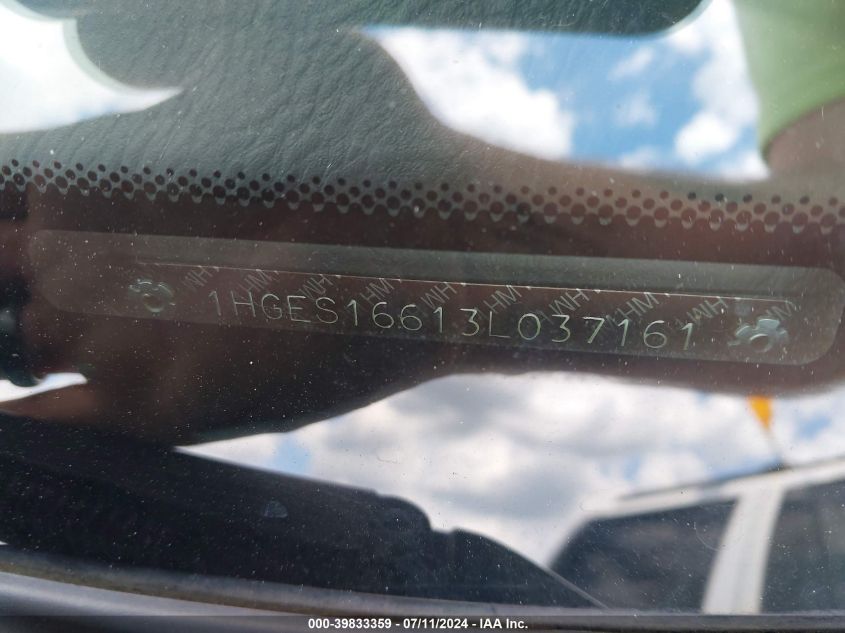 1HGES16613L037161
000-39833359 - 07/11/2024 - IAA Inc.